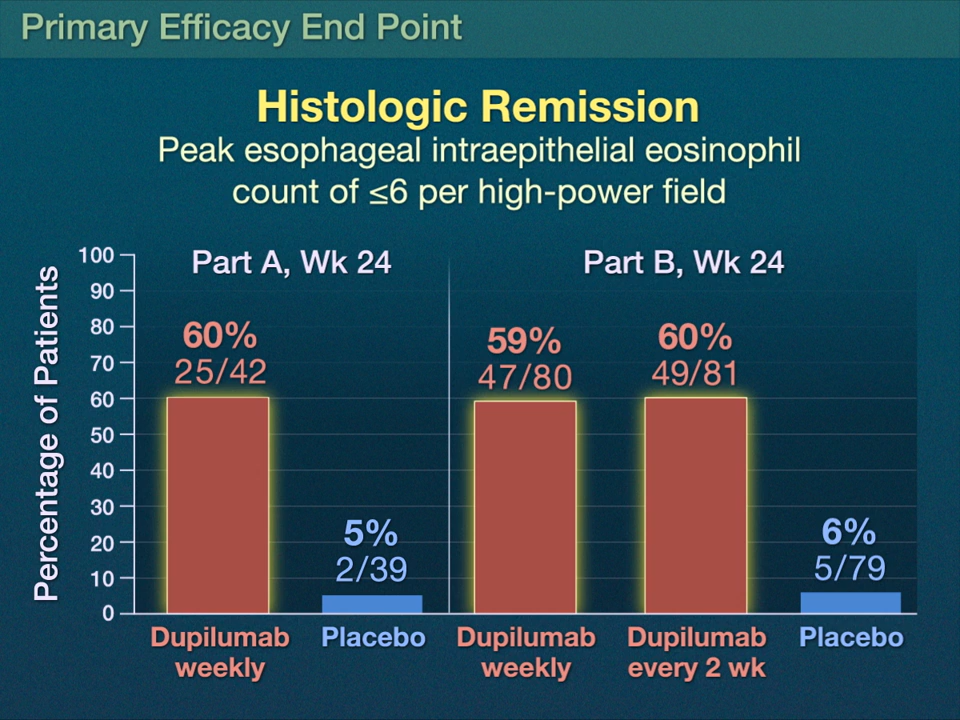 Primary Efficacy End Point
Histologic Remission
Peak esophageal intraepithelial eosinophil
count of ≤6 per high-power field
Percentage of Patients
100
90
80
70
60
50
40
30
20
10
0
Part A, Wk 24
60%
25/42
5%
2/39
Dupilumab
weekly
Placebo
Part B, Wk 24
59%
47/80
60%
49/81
6%
5/79
Dupilumab
weekly
Dupilumab
every 2 wk
Placebo